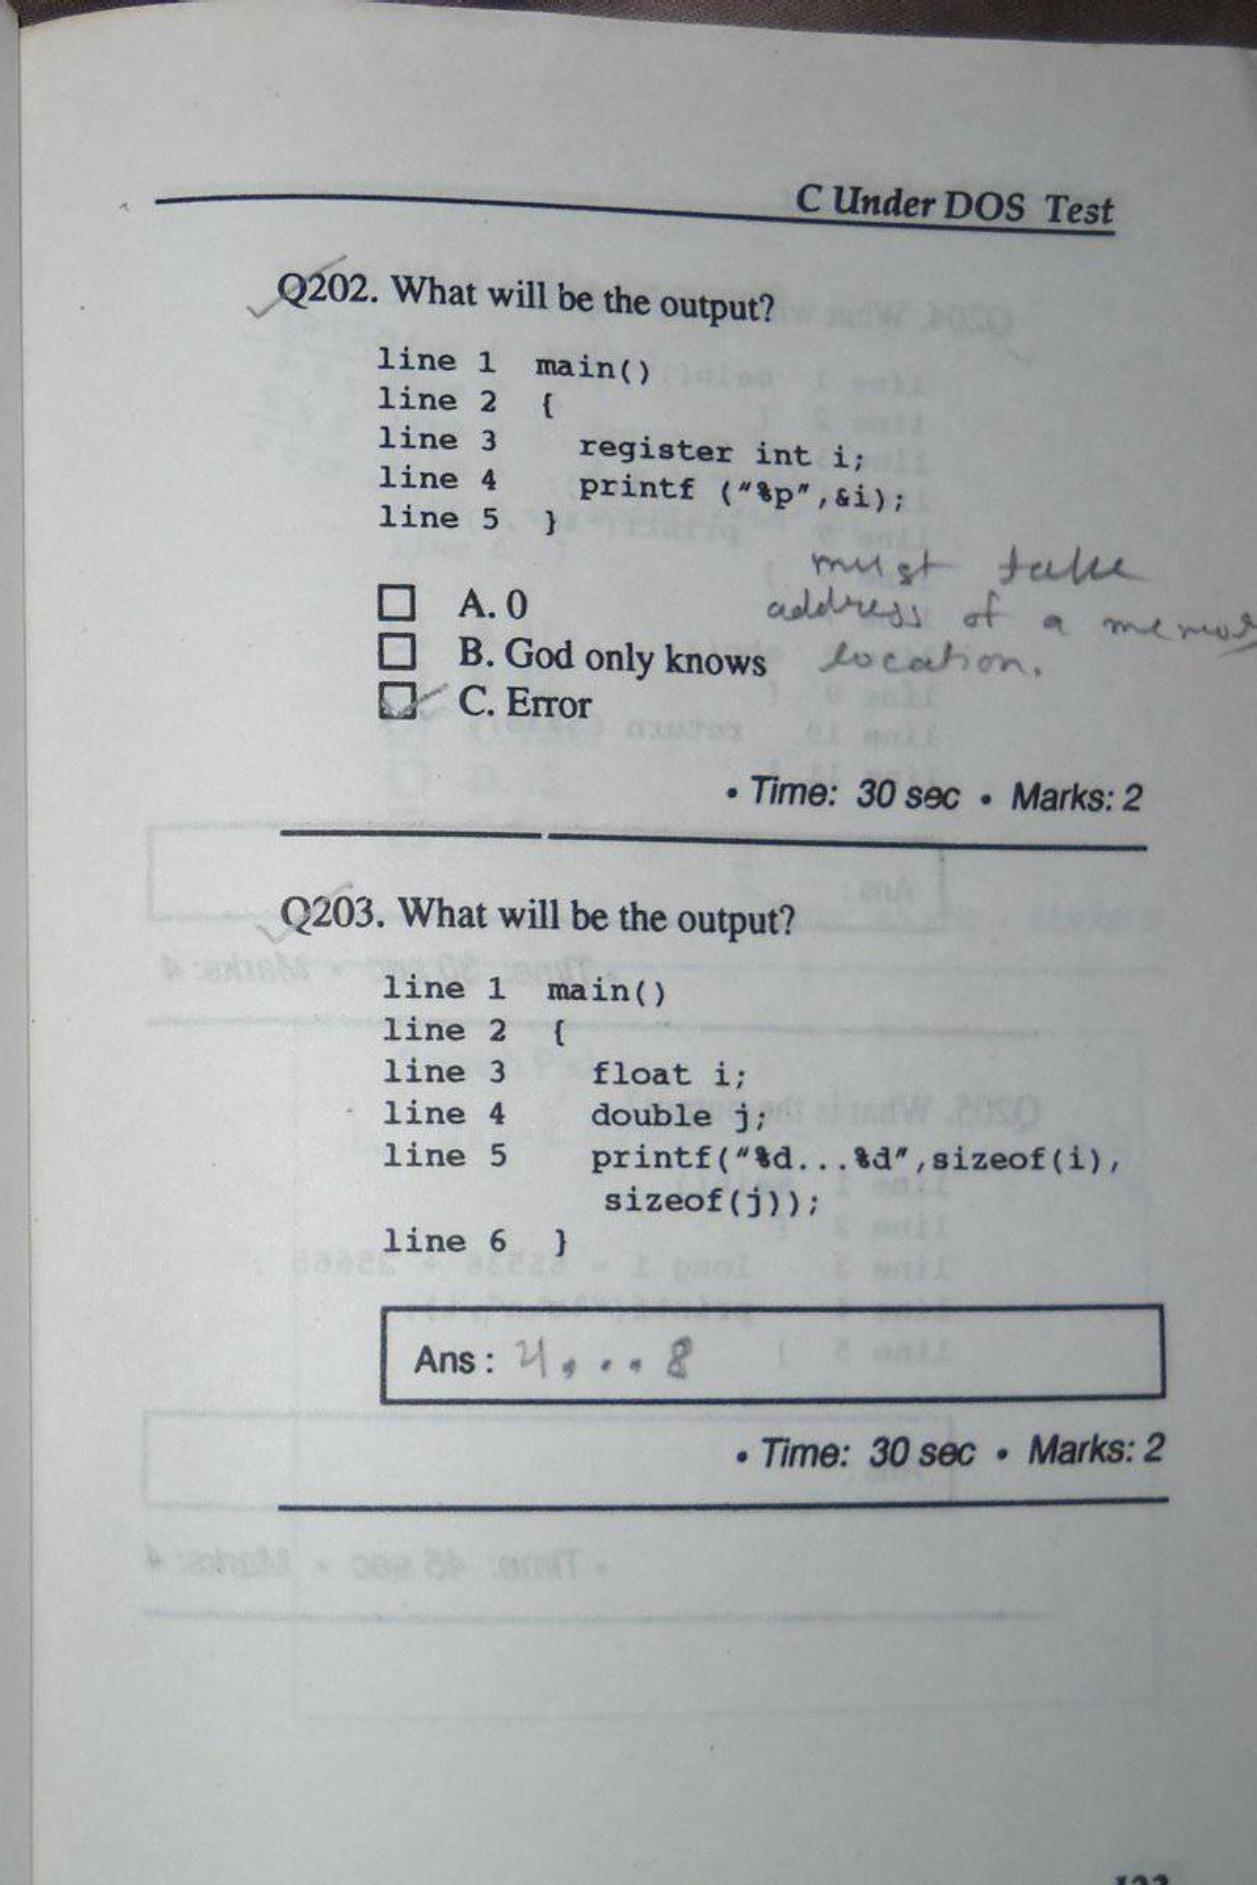 C Under DOS Test
Q202. What will be the output?
line 1 main()
line 2 {
line 3 register int i;
line 4 printf ("%p",&i);
line 5 }
must take
address of a
location.
A. 0
B. God only knows
C. Error
• Time: 30 sec • Marks: 2
Q203. What will be the output?
line 1 main()
line 2 {
line 3 float i;
line 4 double j;
line 5 printf("%d...%d",sizeof(i),
sizeof(j));
line 6 }
Ans: 4...8
• Time: 30 sec • Marks: 2